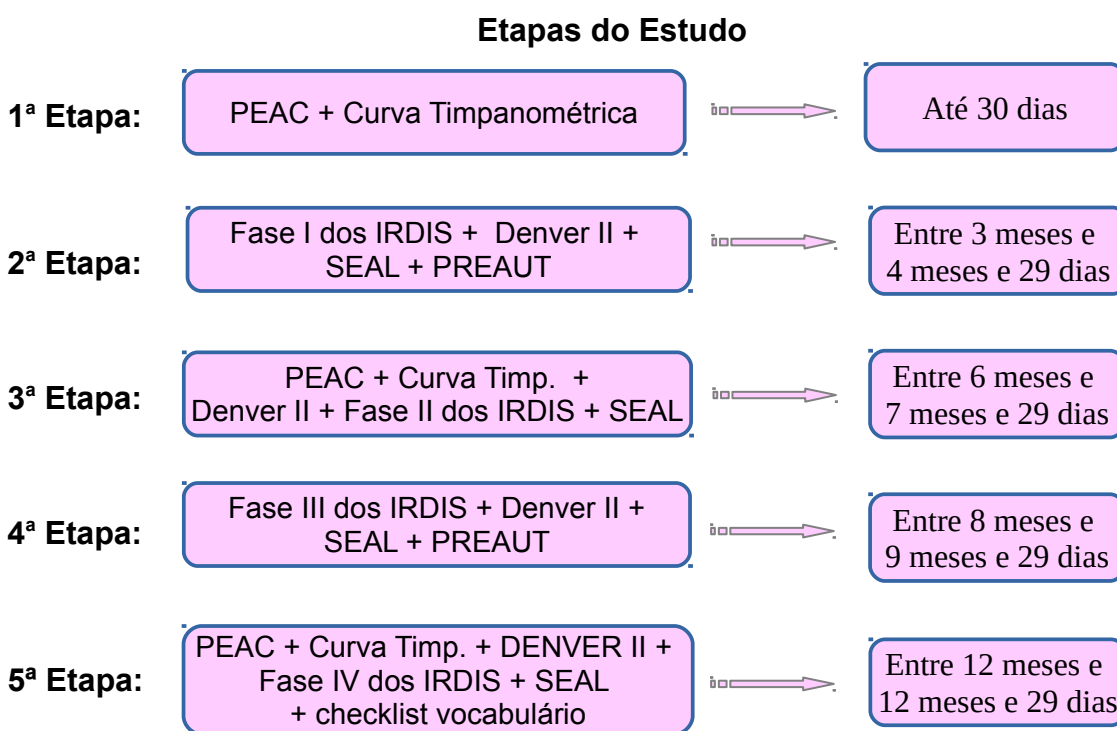 Etapas do Estudo
1ª Etapa:
PEAC + Curva Timpanométrica
Até 30 dias
2ª Etapa:
Fase I dos IRDIS + Denver II +
SEAL + PREAUT
Entre 3 meses e
4 meses e 29 dias
3ª Etapa:
PEAC + Curva Timp. +
Denver II + Fase II dos IRDIS + SEAL
Entre 6 meses e
7 meses e 29 dias
4ª Etapa:
Fase III dos IRDIS + Denver II +
SEAL + PREAUT
Entre 8 meses e
9 meses e 29 dias
5ª Etapa:
PEAC + Curva Timp. + DENVER II +
Fase IV dos IRDIS + SEAL
+ checklist vocabulário
Entre 12 meses e
12 meses e 29 dias